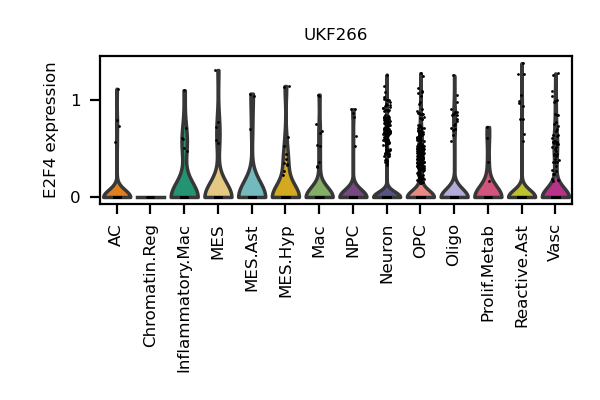 UKF266
E2F4 expression
1
0
AC
Chromatin.Reg
Inflammatory.Mac
MES
MES.Ast
MES.Hyp
Mac
NPC
Neuron
OPC
Oligo
Prolif.Metab
Reactive.Ast
Vasc